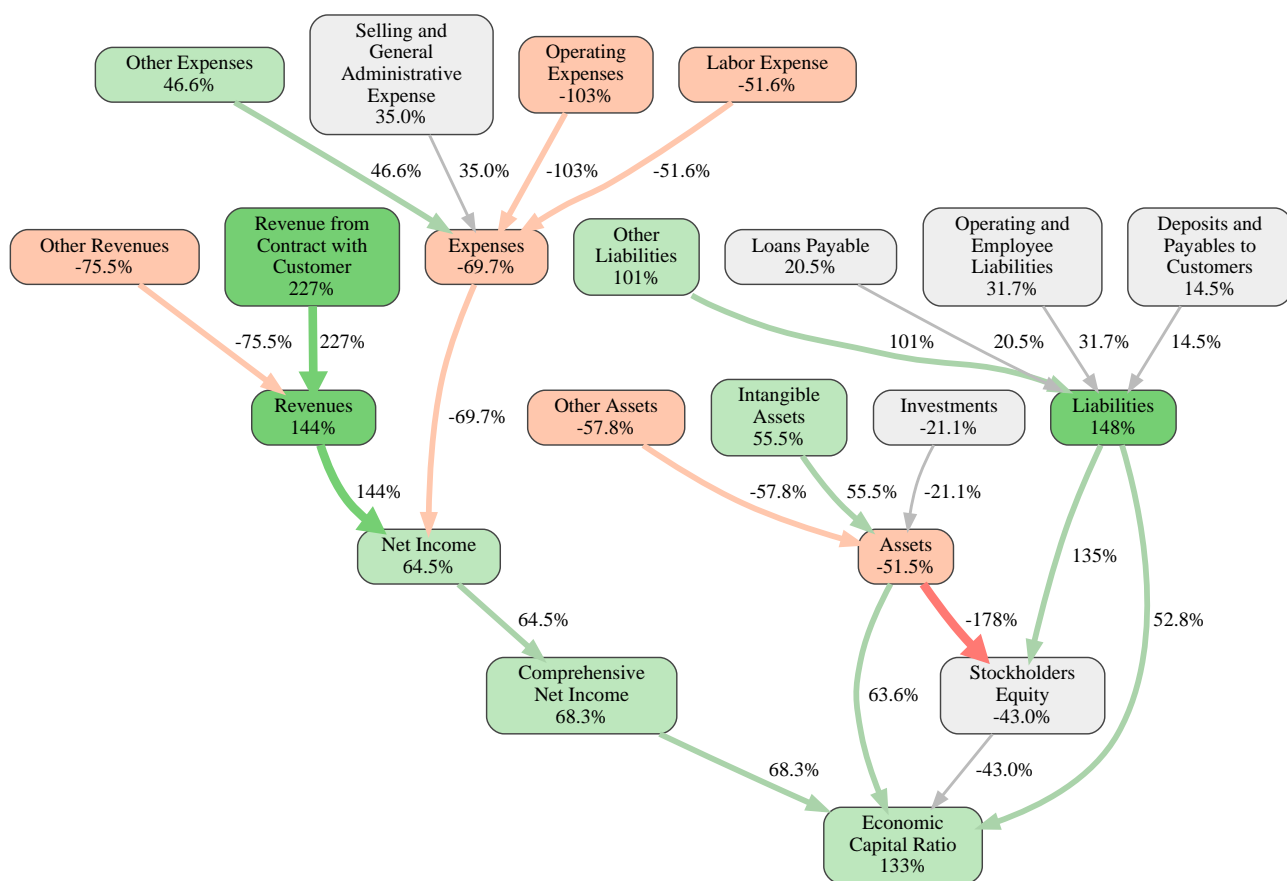 Other Expenses
46.6%
Selling and
General
Administrative
Expense
35.0%
Operating
Expenses
-103%
Labor Expense
-51.6%
46.6%
35.0%
-103%
-51.6%
Other Revenues
-75.5%
Revenue from
Contract with
Customer
227%
Expenses
-69.7%
Other
Liabilities
101%
Loans Payable
20.5%
Operating and
Employee
Liabilities
31.7%
Deposits and
Payables to
Customers
14.5%
-75.5%
227%
101%
20.5%
31.7%
14.5%
Revenues
144%
-69.7%
Other Assets
-57.8%
Intangible
Assets
55.5%
Investments
-21.1%
Liabilities
148%
144%
-57.8%
55.5%
-21.1%
Net Income
64.5%
Assets
-51.5%
135%
64.5%
-178%
52.8%
Comprehensive
Net Income
68.3%
63.6%
Stockholders
Equity
-43.0%
68.3%
-43.0%
Economic
Capital Ratio
133%